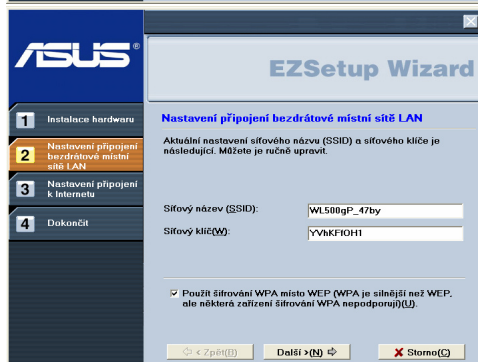 ASUS®
EZSetup Wizard
1 Instalace hardwaru
2 Nastavení připojení
bezdrátové místní
sítě LAN
3 Nastavení připojení
k Internetu
4 Dokončit
Nastavení připojení bezdrátové místní sítě LAN
Aktuální nastavení síťového názvu (SSID) a síťového klíče je
následující. Můžete je ručně upravit.
Síťový název (SSID):
WL500gP_47by
Síťový klíč(W):
YVhKFfOH1
Použít šifrování WPA místo WEP (WPA je silnější než WEP,
ale některá zařízení šifrování WPA nepodporují)(U).
< Zpět(B)
Další >(N)
Storno(C)